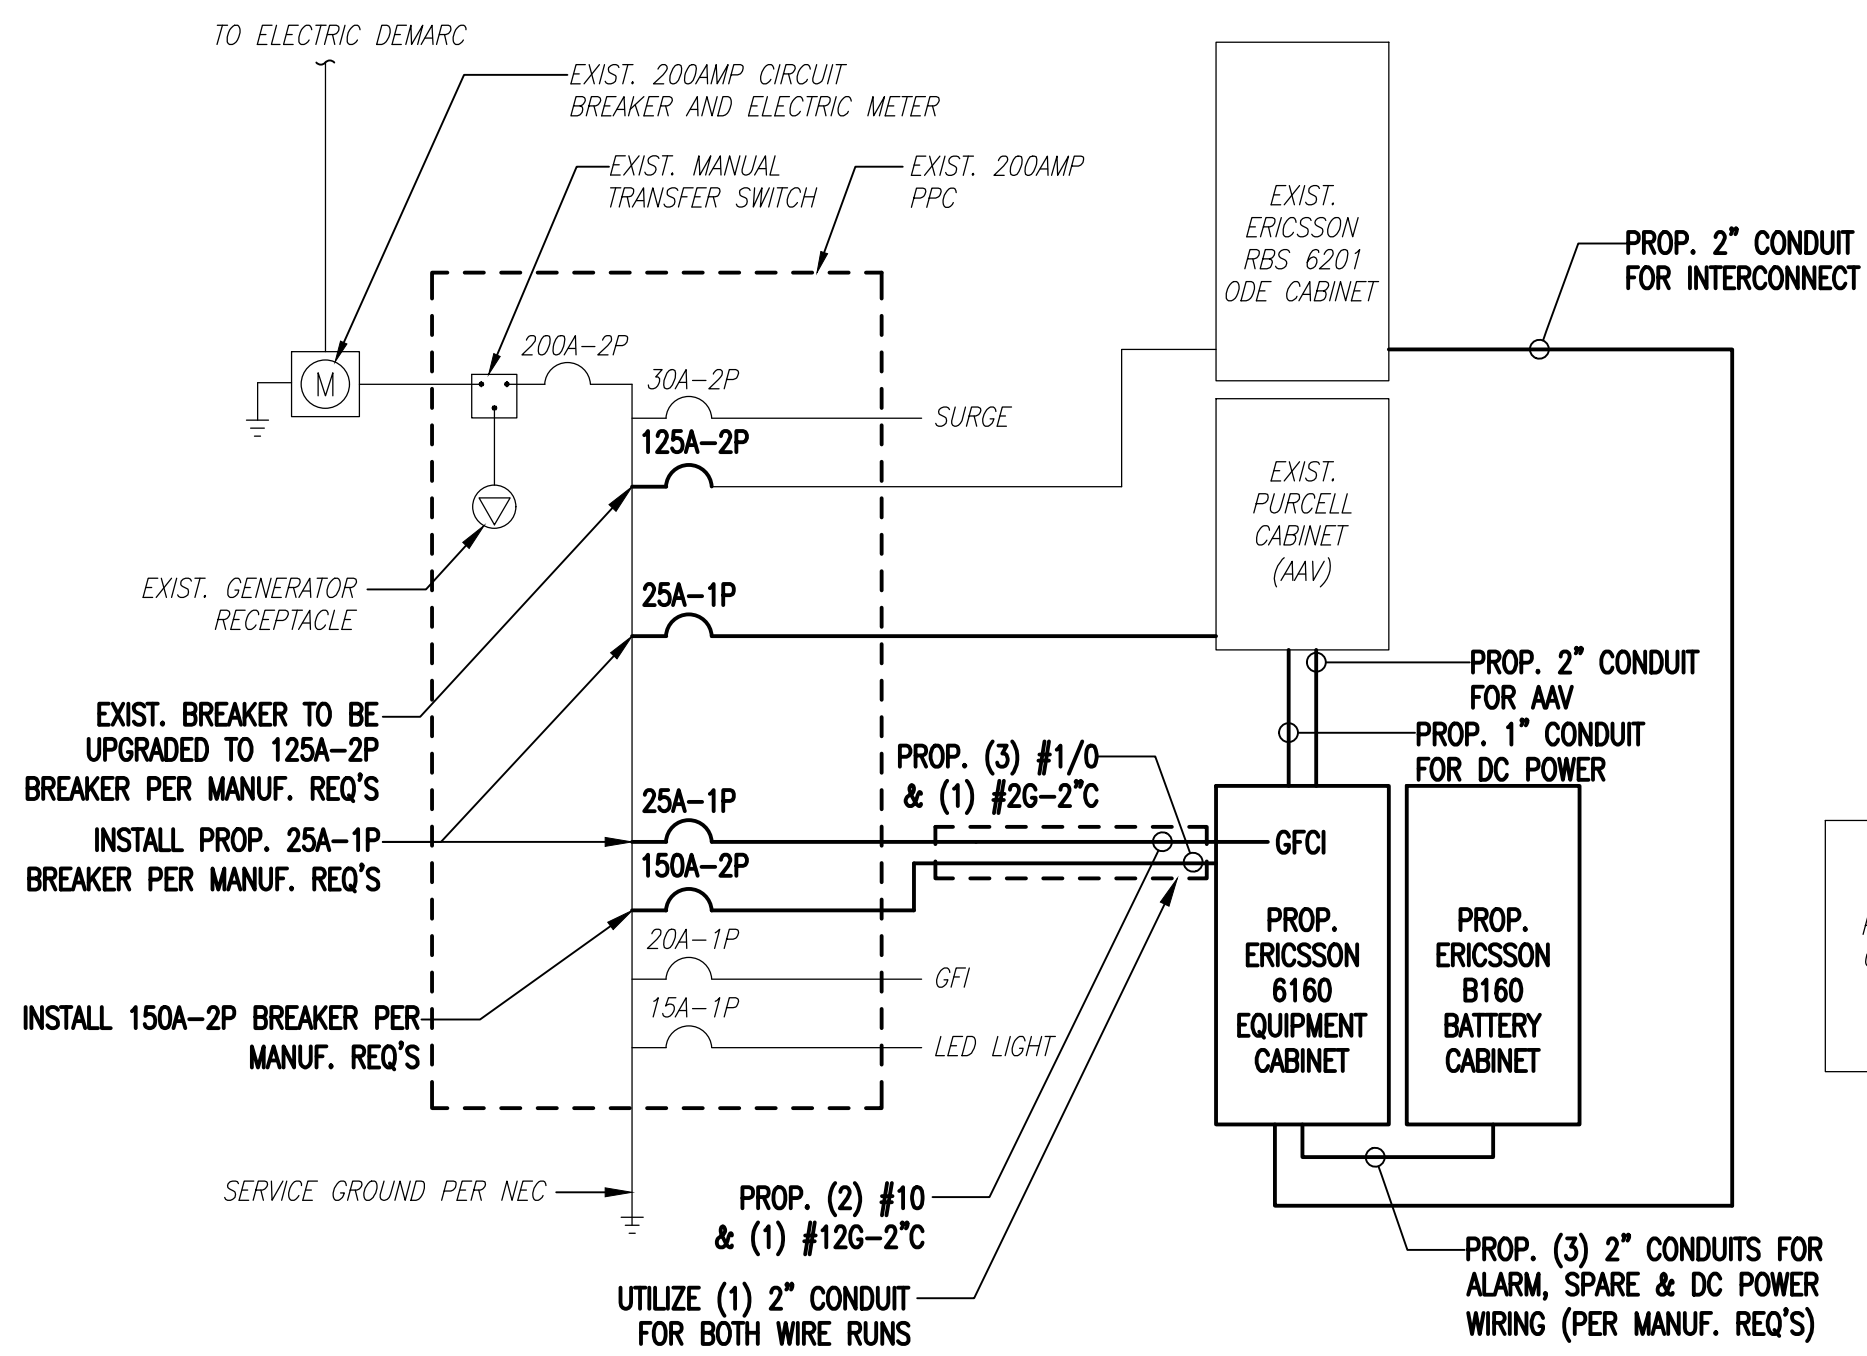 TO ELECTRIC DEMARC
EXIST. 200AMP CIRCUIT
BREAKER AND ELECTRIC METER
EXIST. MANUAL
TRANSFER SWITCH
EXIST. 200AMP
PPC
EXIST.
ERICSSON
RBS 6201
ODE CABINET
PROP. 2" CONDUIT
FOR INTERCONNECT
200A-2P
M
30A-2P
SURGE
125A-2P
EXIST.
PURCELL
CABINET
(AAV)
EXIST. GENERATOR
RECEPTACLE
25A-1P
PROP. 2" CONDUIT
FOR AAV
PROP. 1" CONDUIT
FOR DC POWER
EXIST. BREAKER TO BE
UPGRADED TO 125A-2P
BREAKER PER MANUF. REQ'S
PROP. (3) #1/0
& (1) #2G-2"C
INSTALL PROP. 25A-1P
BREAKER PER MANUF. REQ'S
25A-1P
GFCI
150A-2P
PROP.
ERICSSON
6160
EQUIPMENT
CABINET
PROP.
ERICSSON
B160
BATTERY
CABINET
20A-1P
GFI
15A-1P
LED LIGHT
INSTALL 150A-2P BREAKER PER
MANUF. REQ'S
SERVICE GROUND PER NEC
PROP. (2) #10
& (1) #12G-2"C
UTILIZE (1) 2" CONDUIT
FOR BOTH WIRE RUNS
PROP. (3) 2" CONDUITS FOR
ALARM, SPARE & DC POWER
WIRING (PER MANUF. REQ'S)